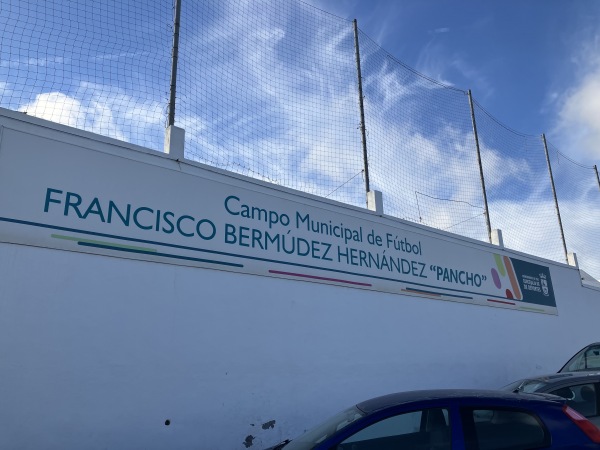 Campo Municipal de Fútbol
FRANCISCO BERMÚDEZ HERNÁNDEZ "PANCHO"